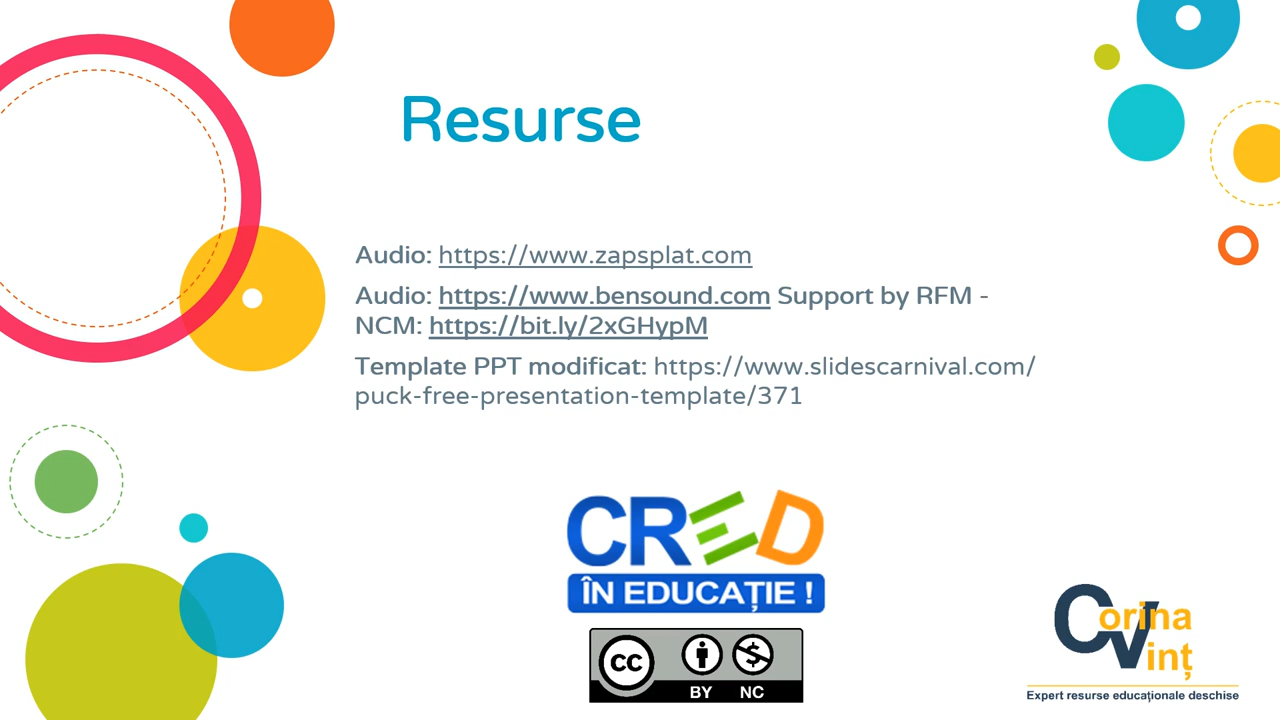 Resurse
Audio: https://www.zapsplat.com
Audio: https://www.bensound.com Support by RFM -
NCM: https://bit.ly/2xGHypM
Template PPT modificat: https://www.slidescarnival.com/
puck-free-presentation-template/371
CRED
ÎN EDUCAȚIE !
cc
BY NC
Corina
Vinț
Expert resurse educaționale deschise